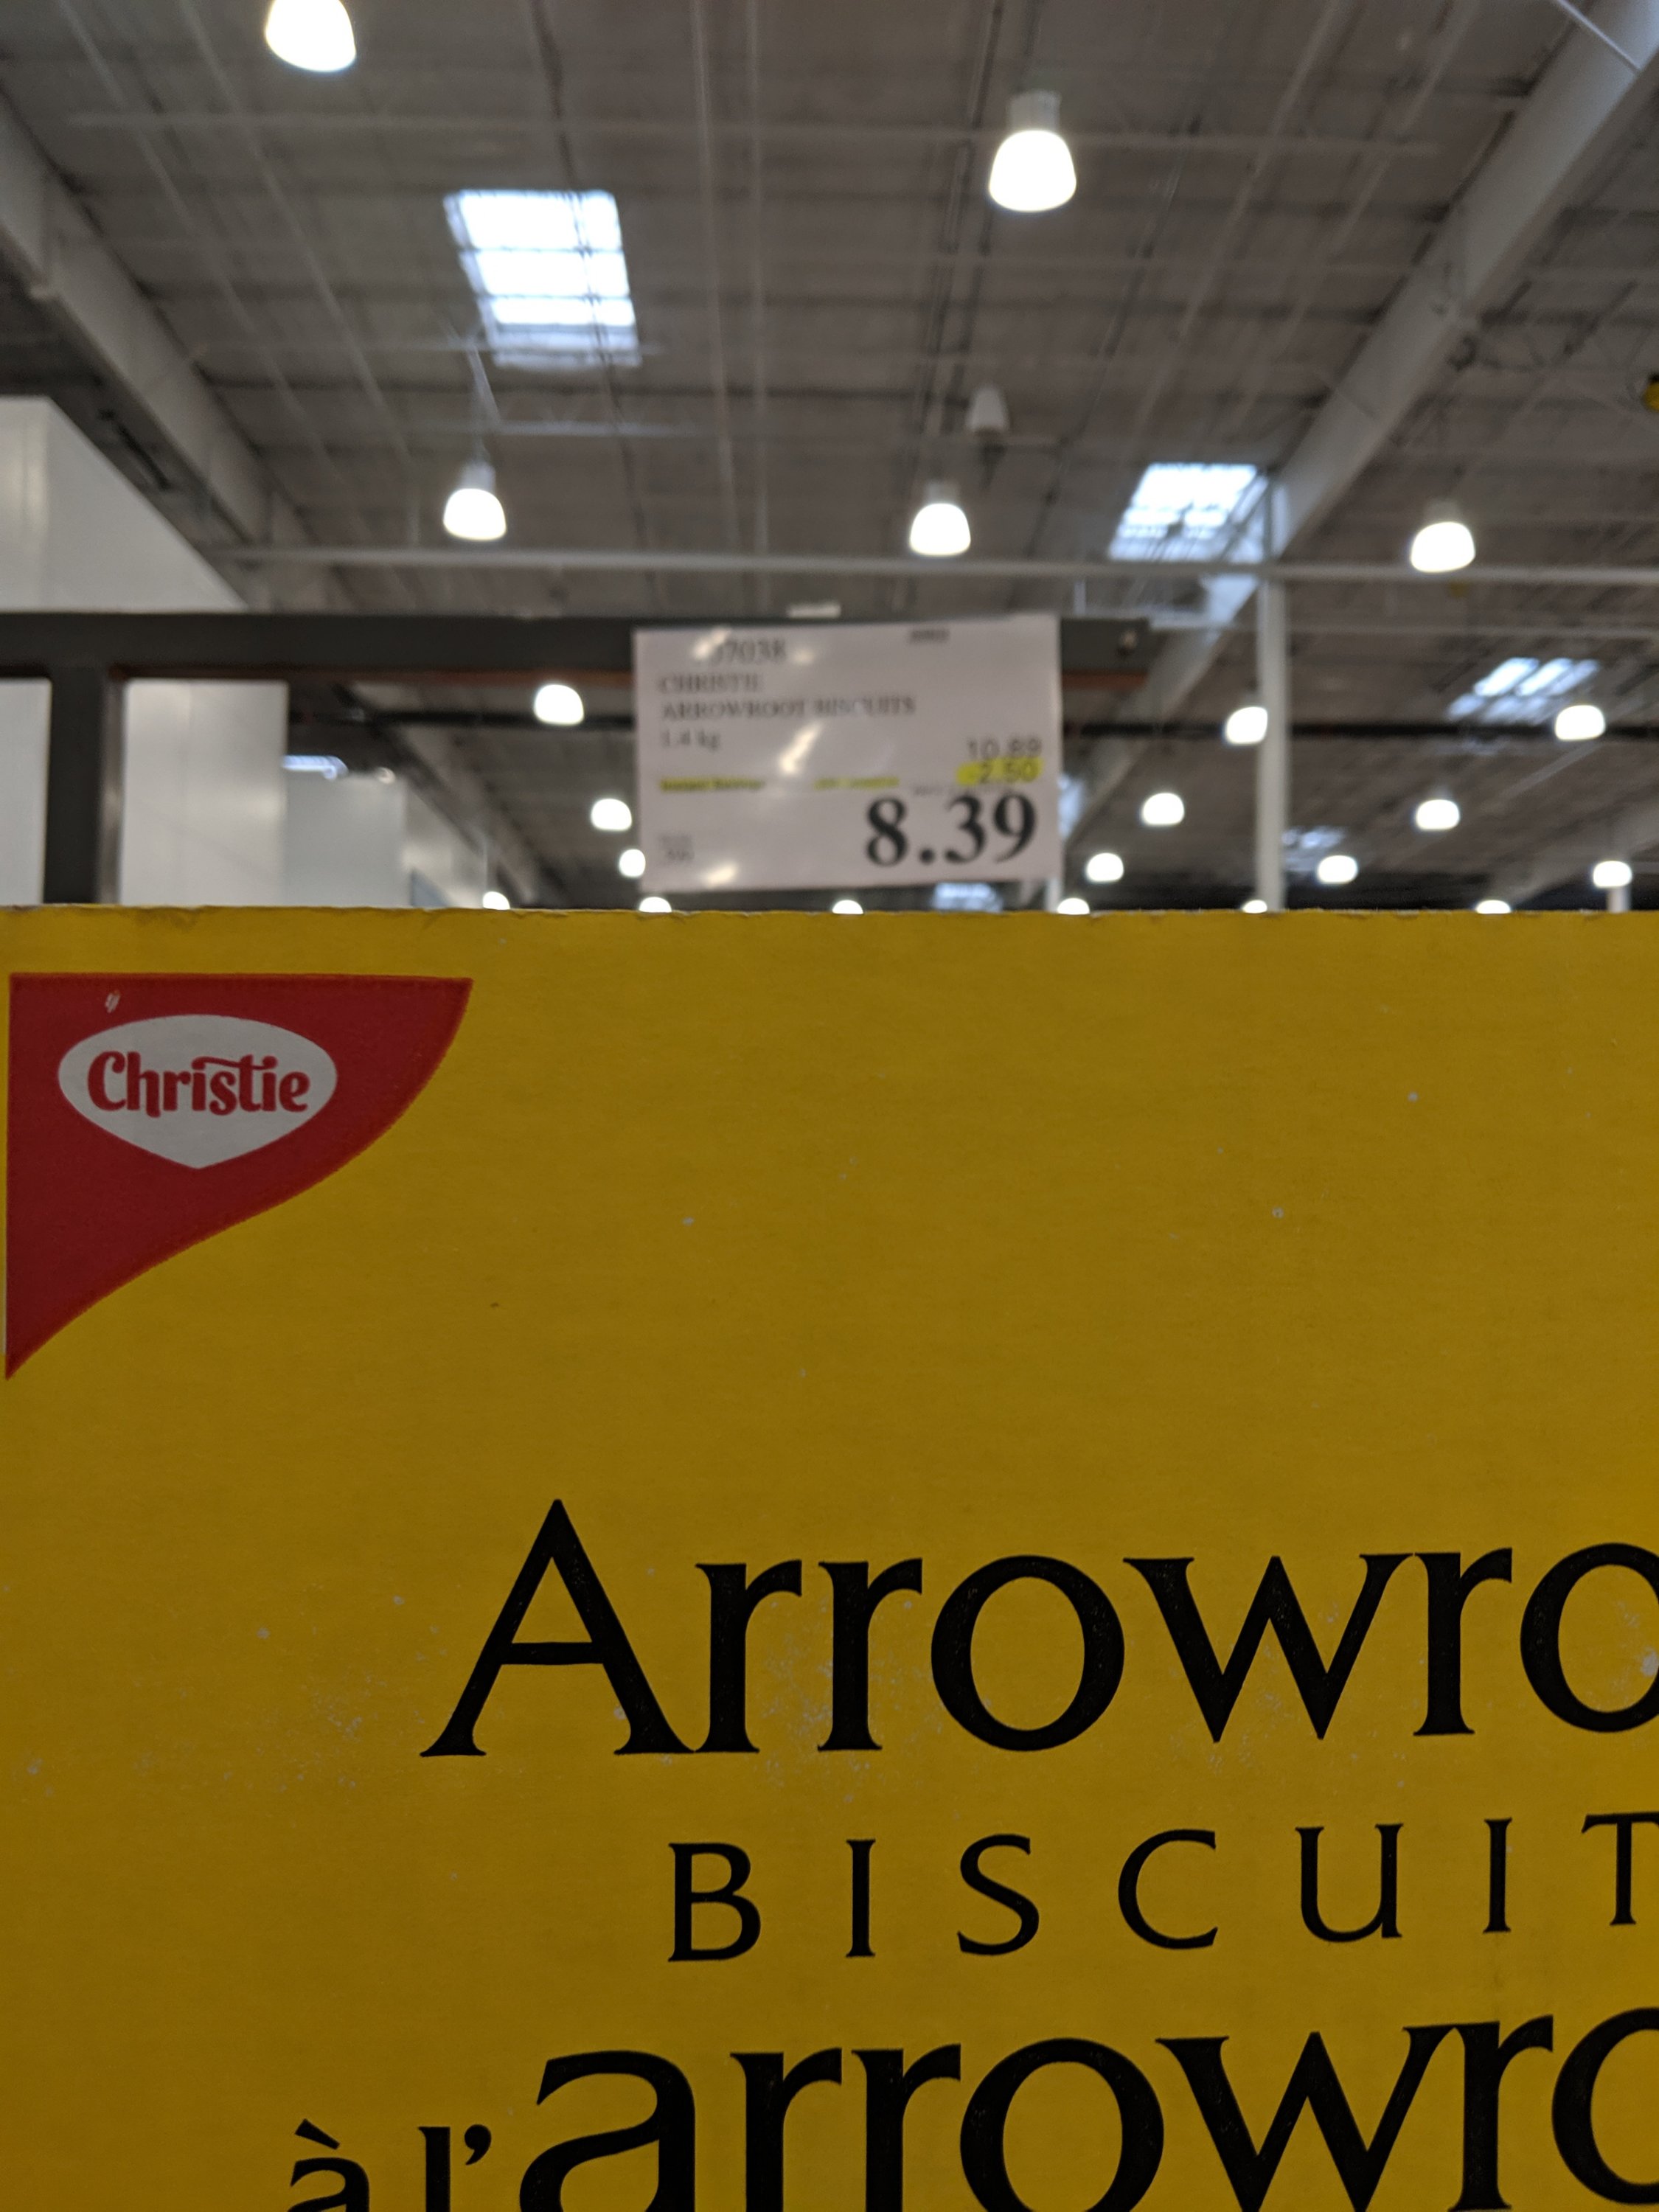 CHRISTIE
ARROWROOT BISCUITS
1.4 kg
10.89
-2.50
8.39
Christie
Arrowro
BISCUIT
à l'arrowro